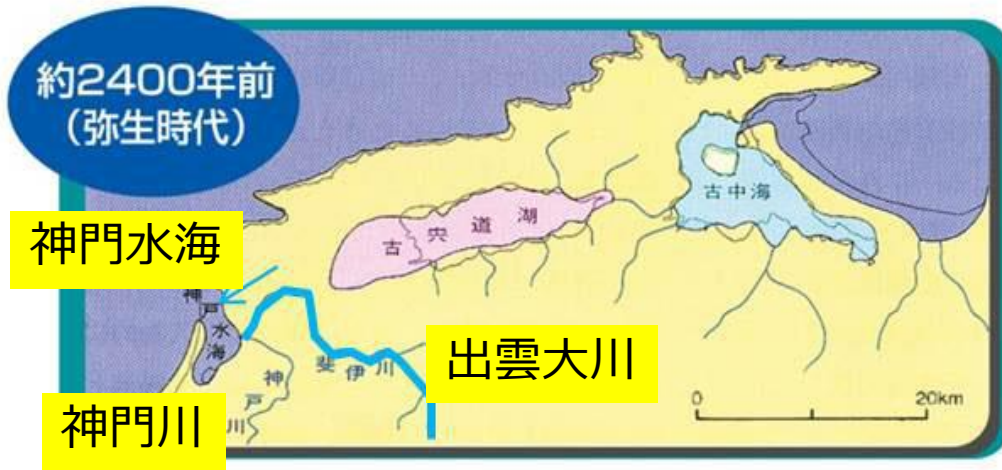 約2400年前
（弥生時代）
古中海
古宍道湖
神門水海
神戸水海
斐伊川
出雲大川
神戸川
神門川
0 20km